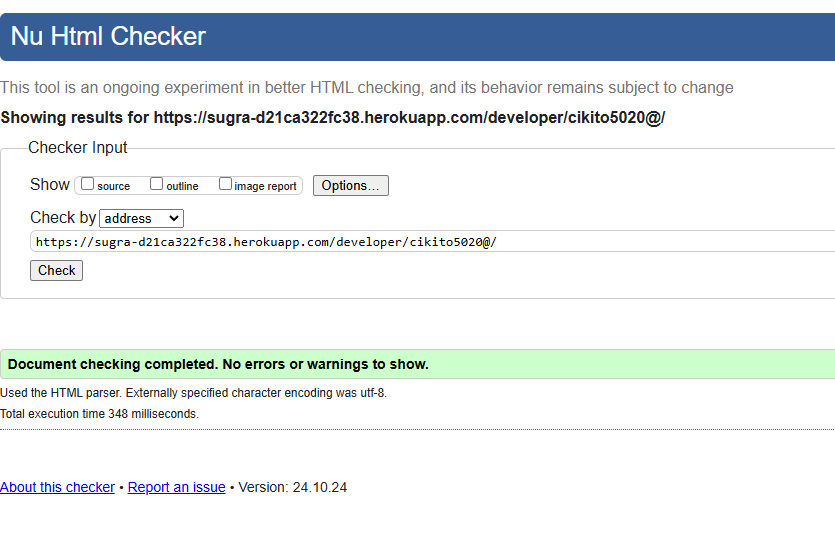 Nu Html Checker
This tool is an ongoing experiment in better HTML checking, and its behavior remains subject to change
Showing results for https://sugra-d21ca322fc38.herokuapp.com/developer/cikito5020@/
Checker Input
Show source outline image report Options...
Check by address
https://sugra-d21ca322fc38.herokuapp.com/developer/cikito5020@/
Check
Document checking completed. No errors or warnings to show.
Used the HTML parser. Externally specified character encoding was utf-8.
Total execution time 348 milliseconds.
About this checker • Report an issue • Version: 24.10.24